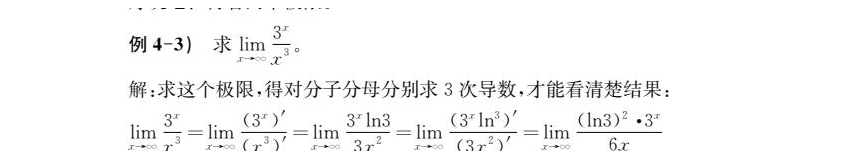 例 4-3) 求 lim_{x→∞} 3^x / x^3。
解:求这个极限,得对分子分母分别求 3 次导数,才能看清楚结果:
lim_{x→∞} 3^x / x^3 = lim_{x→∞} (3^x)′ / (x^3)′ = lim_{x→∞} 3^x ln3 / 3x^2 = lim_{x→∞} (3^x ln^3)′ / (3x^2)′ = lim_{x→∞} (ln3)^2 •3^x / 6x